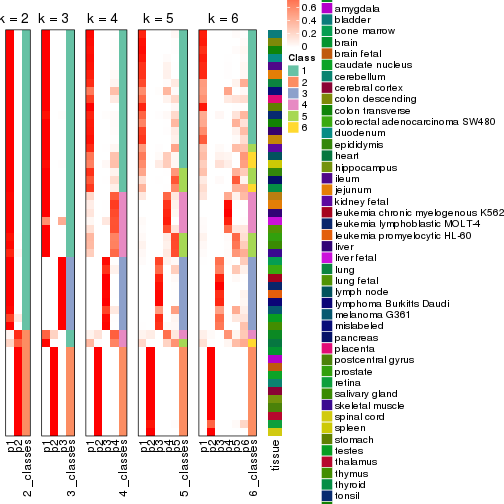 k = 2 k = 3 k = 4 k = 5 k = 6
0.6
0.4
0.2
0
Class
1
2
3
4
5
6
amygdala
bladder
bone marrow
brain
brain fetal
caudate nucleus
cerebellum
cerebral cortex
colon descending
colon transverse
colorectal adenocarcinoma SW480
duodenum
epididymis
heart
hippocampus
ileum
jejunum
kidney fetal
leukemia chronic myelogenous K562
leukemia lymphoblastic MOLT-4
leukemia promyelocytic HL-60
liver
liver fetal
lung
lung fetal
lymph node
lymphoma Burkitts Daudi
melanoma G361
mislabeled
pancreas
placenta
postcentral gyrus
prostate
retina
salivary gland
skeletal muscle
spinal cord
spleen
stomach
testes
thalamus
thymus
thyroid
tonsil
p1 p2 2_classes
p1 p2 p3 3_classes
p1 p2 p3 p4 4_classes
p1 p2 p3 p4 p5 5_classes
p1 p2 p3 p4 p5 p6 6_classes
tissue